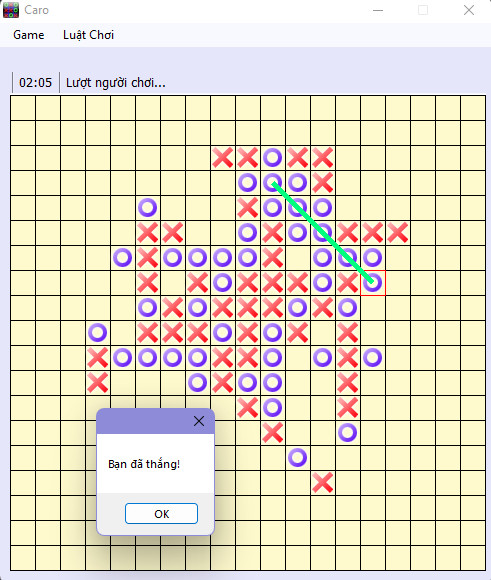 Caro
Game Luật Chơi
02:05 Lượt người chơi...
Bạn đã thắng!
OK